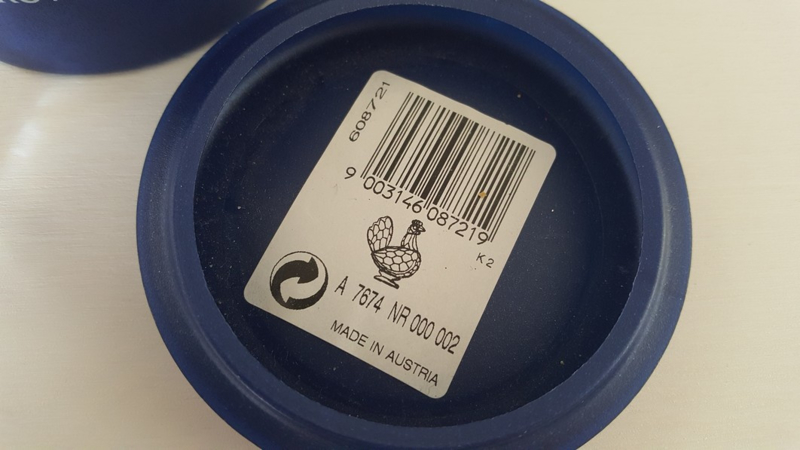 608721
9 003146 087219
K2
A 7674 NR 000 002
MADE IN AUSTRIA